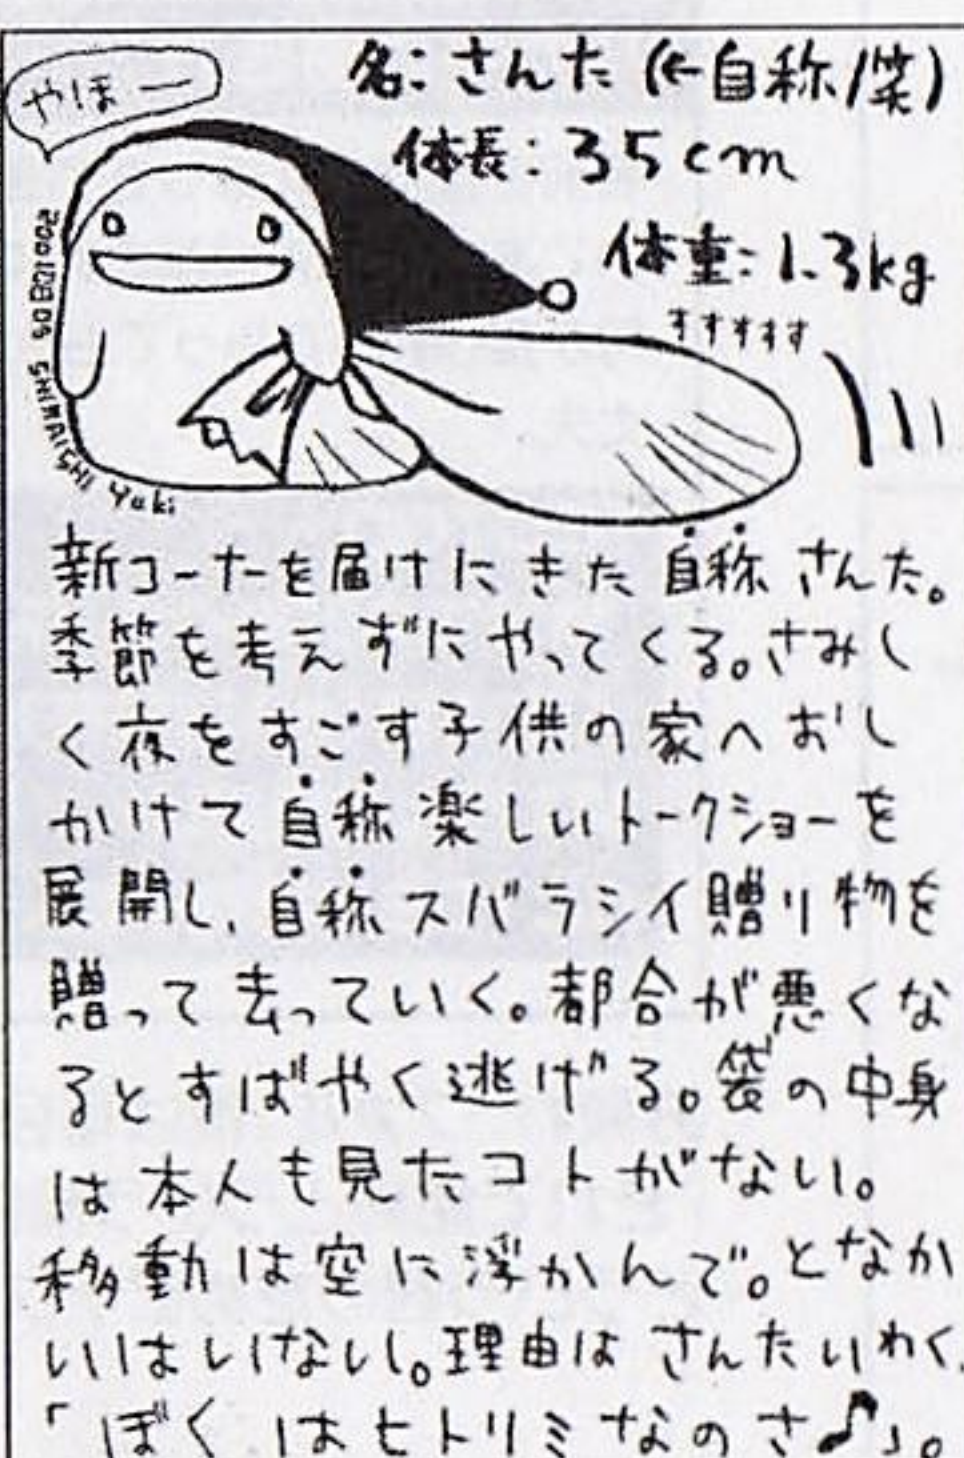 やほー
名:さんた(←自称/笑)
体長:35cm
体重:1.3kg
すすすすす
SHIMAISHI Yuki
新コーナーを届けにきた自称さんた。
季節を考えずにやってくる。さみし
く夜をすごす子供の家へおし
かけて自称楽しいトークショーを
展開し、自称スバラシイ贈り物を
贈って去っていく。都合が悪くな
るとすばやく逃げる。袋の中身
は本人も見たコトがない。
移動は空に浮かんで。となか
いはいない。理由はさんたいわく、
「ぼくはヒトリミなのさ♪」。